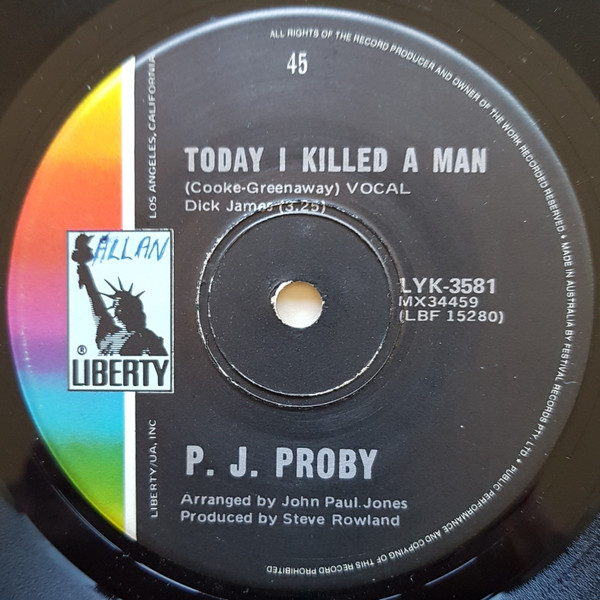 ALL RIGHTS OF THE RECORD PRODUCER AND OWNER OF THE WORK RECORDED RESERVED • MADE IN AUSTRALIA BY FESTIVAL RECORDS PTY. LTD. • PUBLIC PERFORMANCE AND COPYING OF THIS RECORD PROHIBITED
45
LOS ANGELES, CALIFORNIA
TODAY I KILLED A MAN
(Cooke-Greenaway) VOCAL
Dick James (3.25)
ALLAN
LYK-3581
MX34459
(LBF 15280)
® LIBERTY
LIBERTY/UA, INC
P. J. PROBY
Arranged by John Paul.Jones
Produced by Steve Rowland